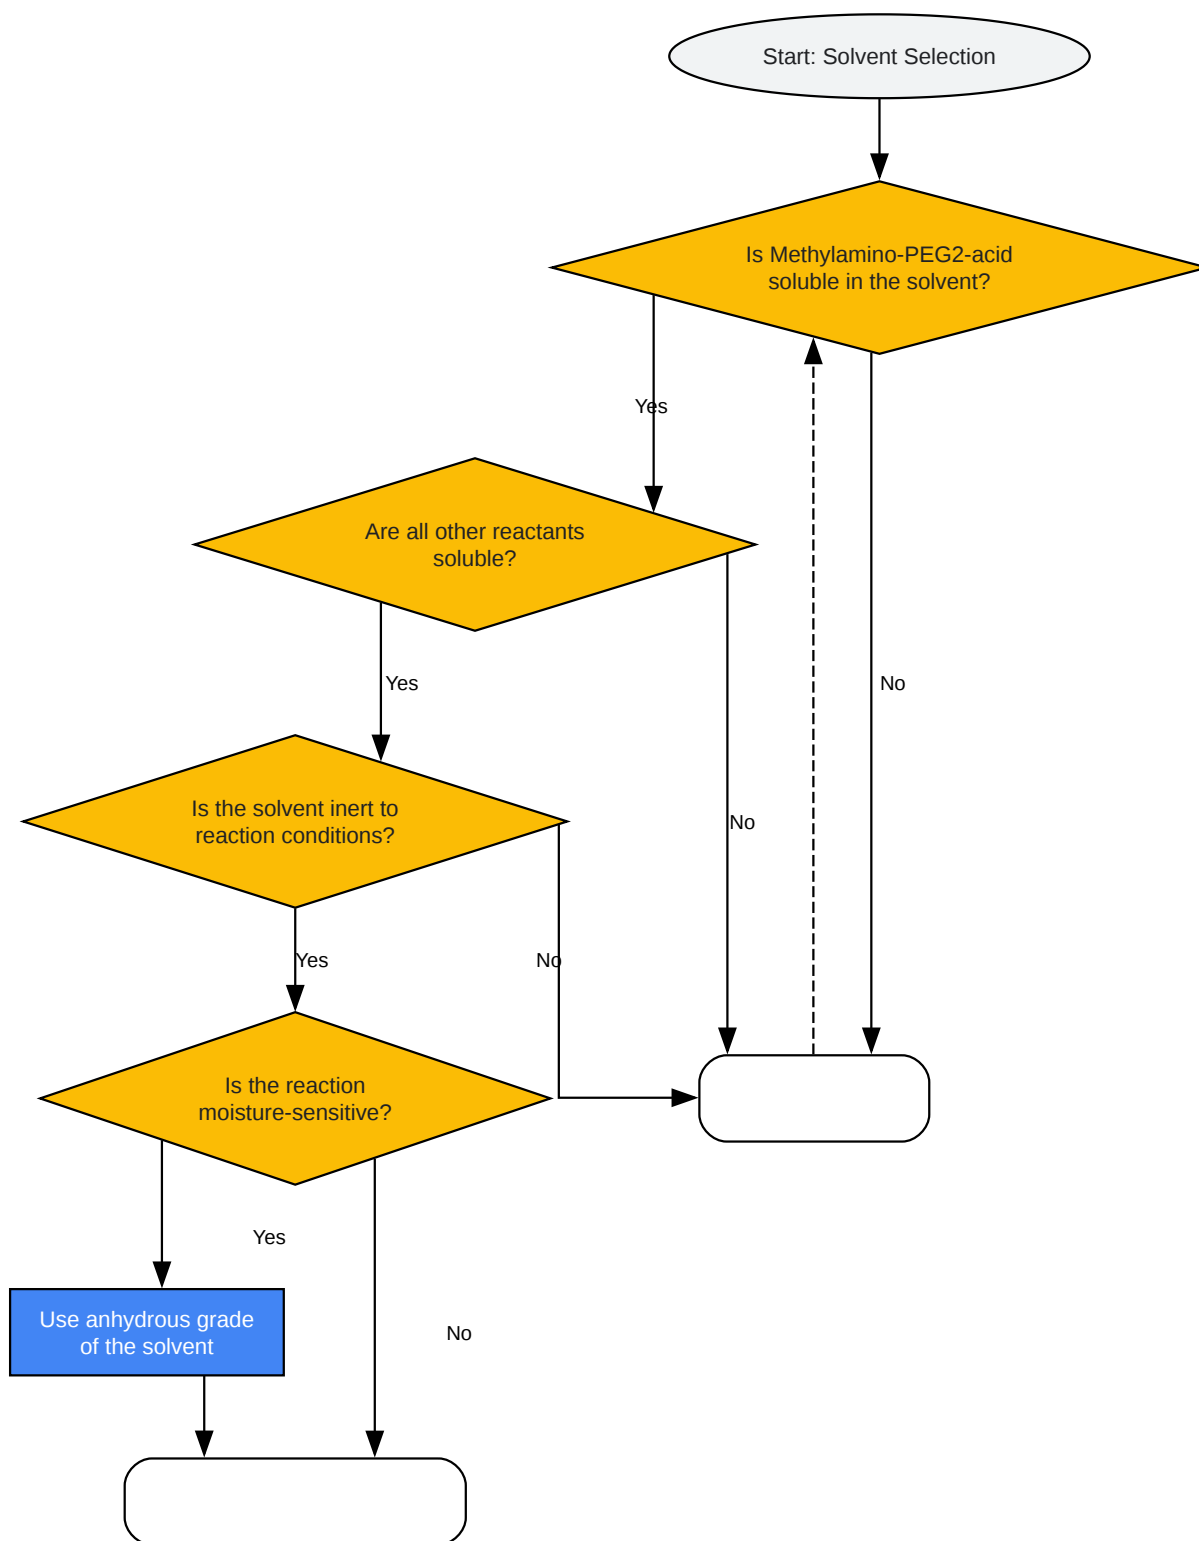 Start: Solvent Selection
Is Methylamino-PEG2-acid
soluble in the solvent?
Yes
Are all other reactants
soluble?
Yes
No
Is the solvent inert to
reaction conditions?
No
Yes
No
Is the reaction
moisture-sensitive?
Yes
Use anhydrous grade
of the solvent
No